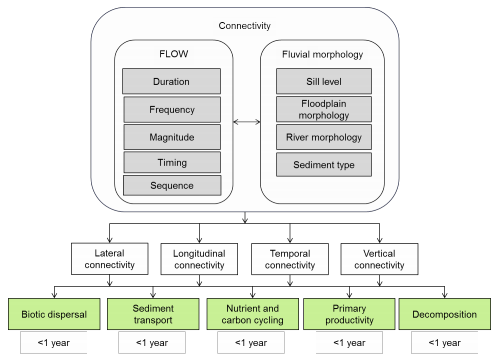 Connectivity
FLOW
Duration
Frequency
Magnitude
Timing
Sequence
Fluvial morphology
Sill level
Floodplain
morphology
River morphology
Sediment type
Lateral
connectivity
Longitudinal
connectivity
Temporal
connectivity
Vertical
connectivity
Biotic dispersal
Sediment
transport
Nutrient and
carbon cycling
Primary
productivity
Decomposition
<1 year
<1 year
<1 year
<1 year
<1 year